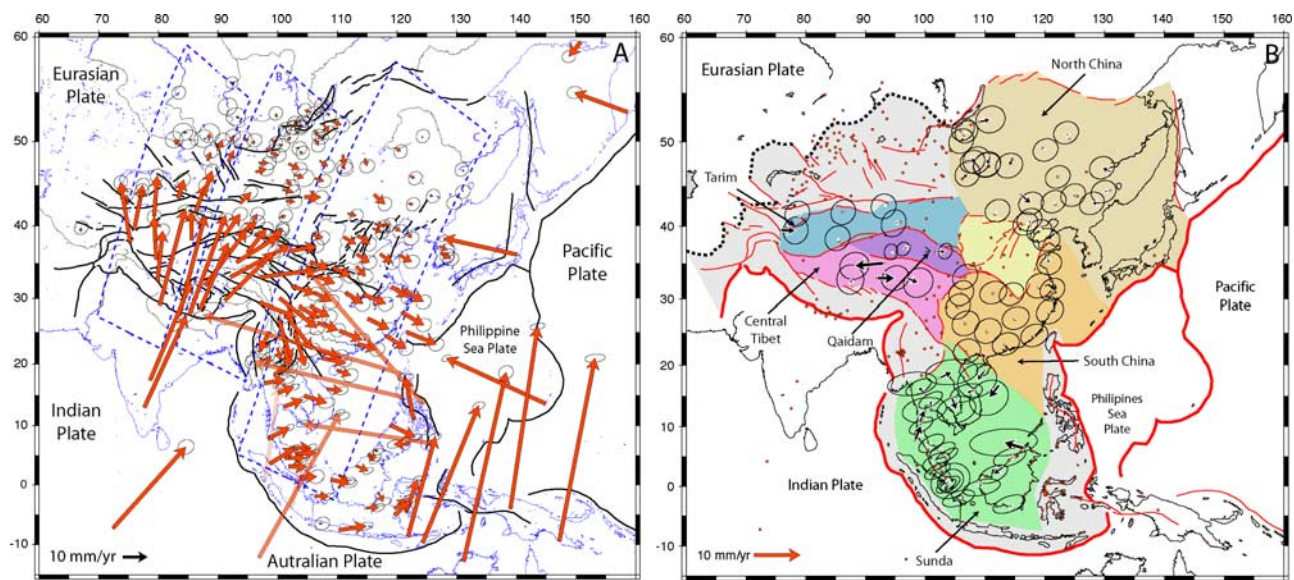 60 70 80 90 100 110 120 130 140 150 160
60
50
40
30
20
10
0
-10
A
Eurasian
Plate
A
B
C
Pacific
Plate
Philippine
Sea Plate
Indian
Plate
10 mm/yr
Autralian Plate
60 70 80 90 100 110 120 130 140 150 160
60
50
40
30
20
10
0
-10
B
Eurasian Plate
North China
Tarim
Pacific
Plate
Central
Tibet
Qaidam
South China
Philipines
Sea
Plate
Indian Plate
10 mm/yr
Sunda